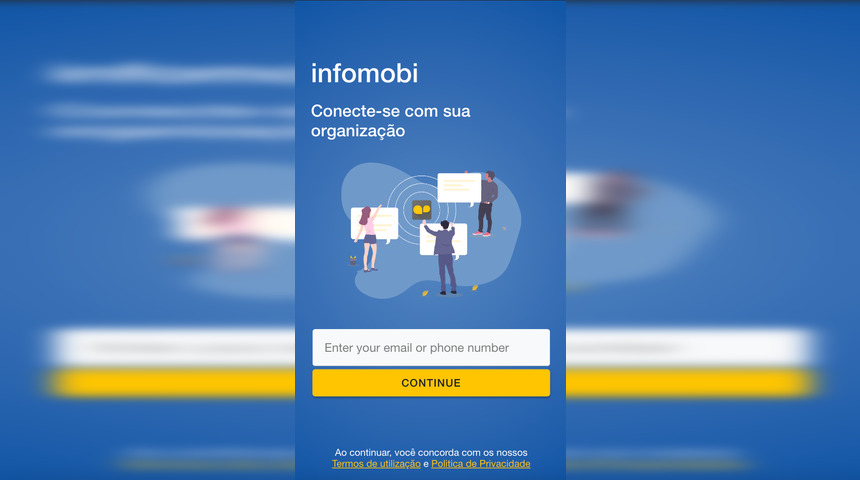 infomobi
Conecte-se com sua
organização
Enter your email or phone number
CONTINUE
Ao continuar, você concorda com os nossos
Termos de utilização e Política de Privacidade